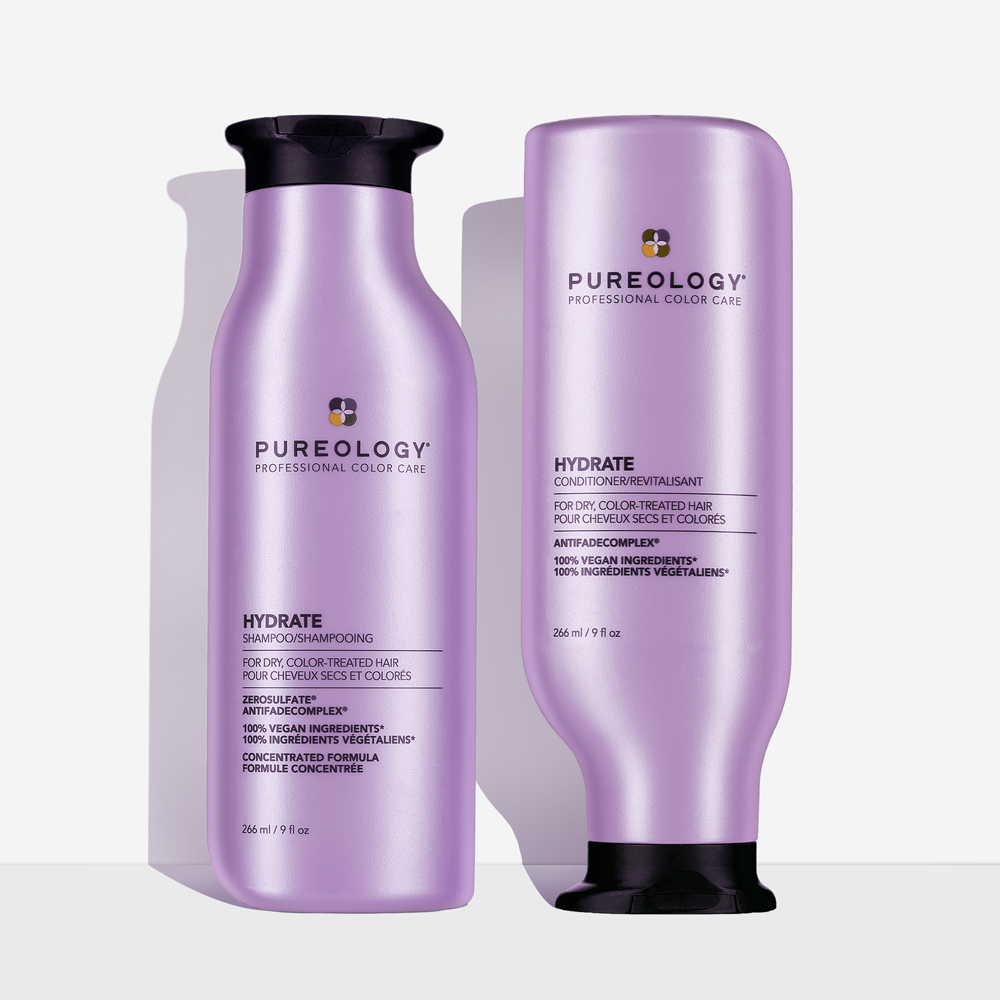 PUREOLOGY®
PROFESSIONAL COLOR CARE
HYDRATE
SHAMPOO/SHAMPOOING
FOR DRY, COLOR-TREATED HAIR
POUR CHEVEUX SECS ET COLORÉS
ZEROSULFATE®
ANTIFADECOMPLEX®
100% VEGAN INGREDIENTS*
100% INGRÉDIENTS VÉGÉTALIENS*
CONCENTRATED FORMULA
FORMULE CONCENTRÉE
266 ml / 9 fl oz
PUREOLOGY®
PROFESSIONAL COLOR CARE
HYDRATE
CONDITIONER/REVITALISANT
FOR DRY, COLOR-TREATED HAIR
POUR CHEVEUX SECS ET COLORÉS
ANTIFADECOMPLEX®
100% VEGAN INGREDIENTS*
100% INGRÉDIENTS VÉGÉTALIENS*
266 ml / 9 fl oz